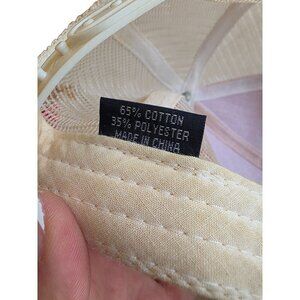 65% COTTON
35% POLYESTER
MADE IN CHINA